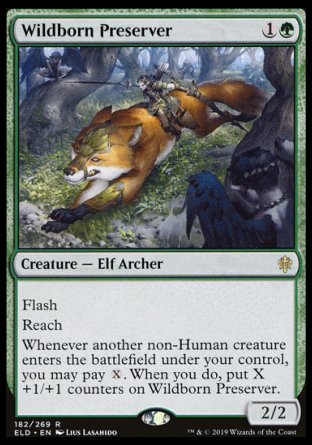 Wildborn Preserver 1
Creature — Elf Archer
Flash
Reach
Whenever another non-Human creature
enters the battlefield under your control,
you may pay X. When you do, put X
+1/+1 counters on Wildborn Preserver.
2/2
182/269 R
ELD • EN LIUS LASAHIDO
™ & © 2019 Wizards of the Coast